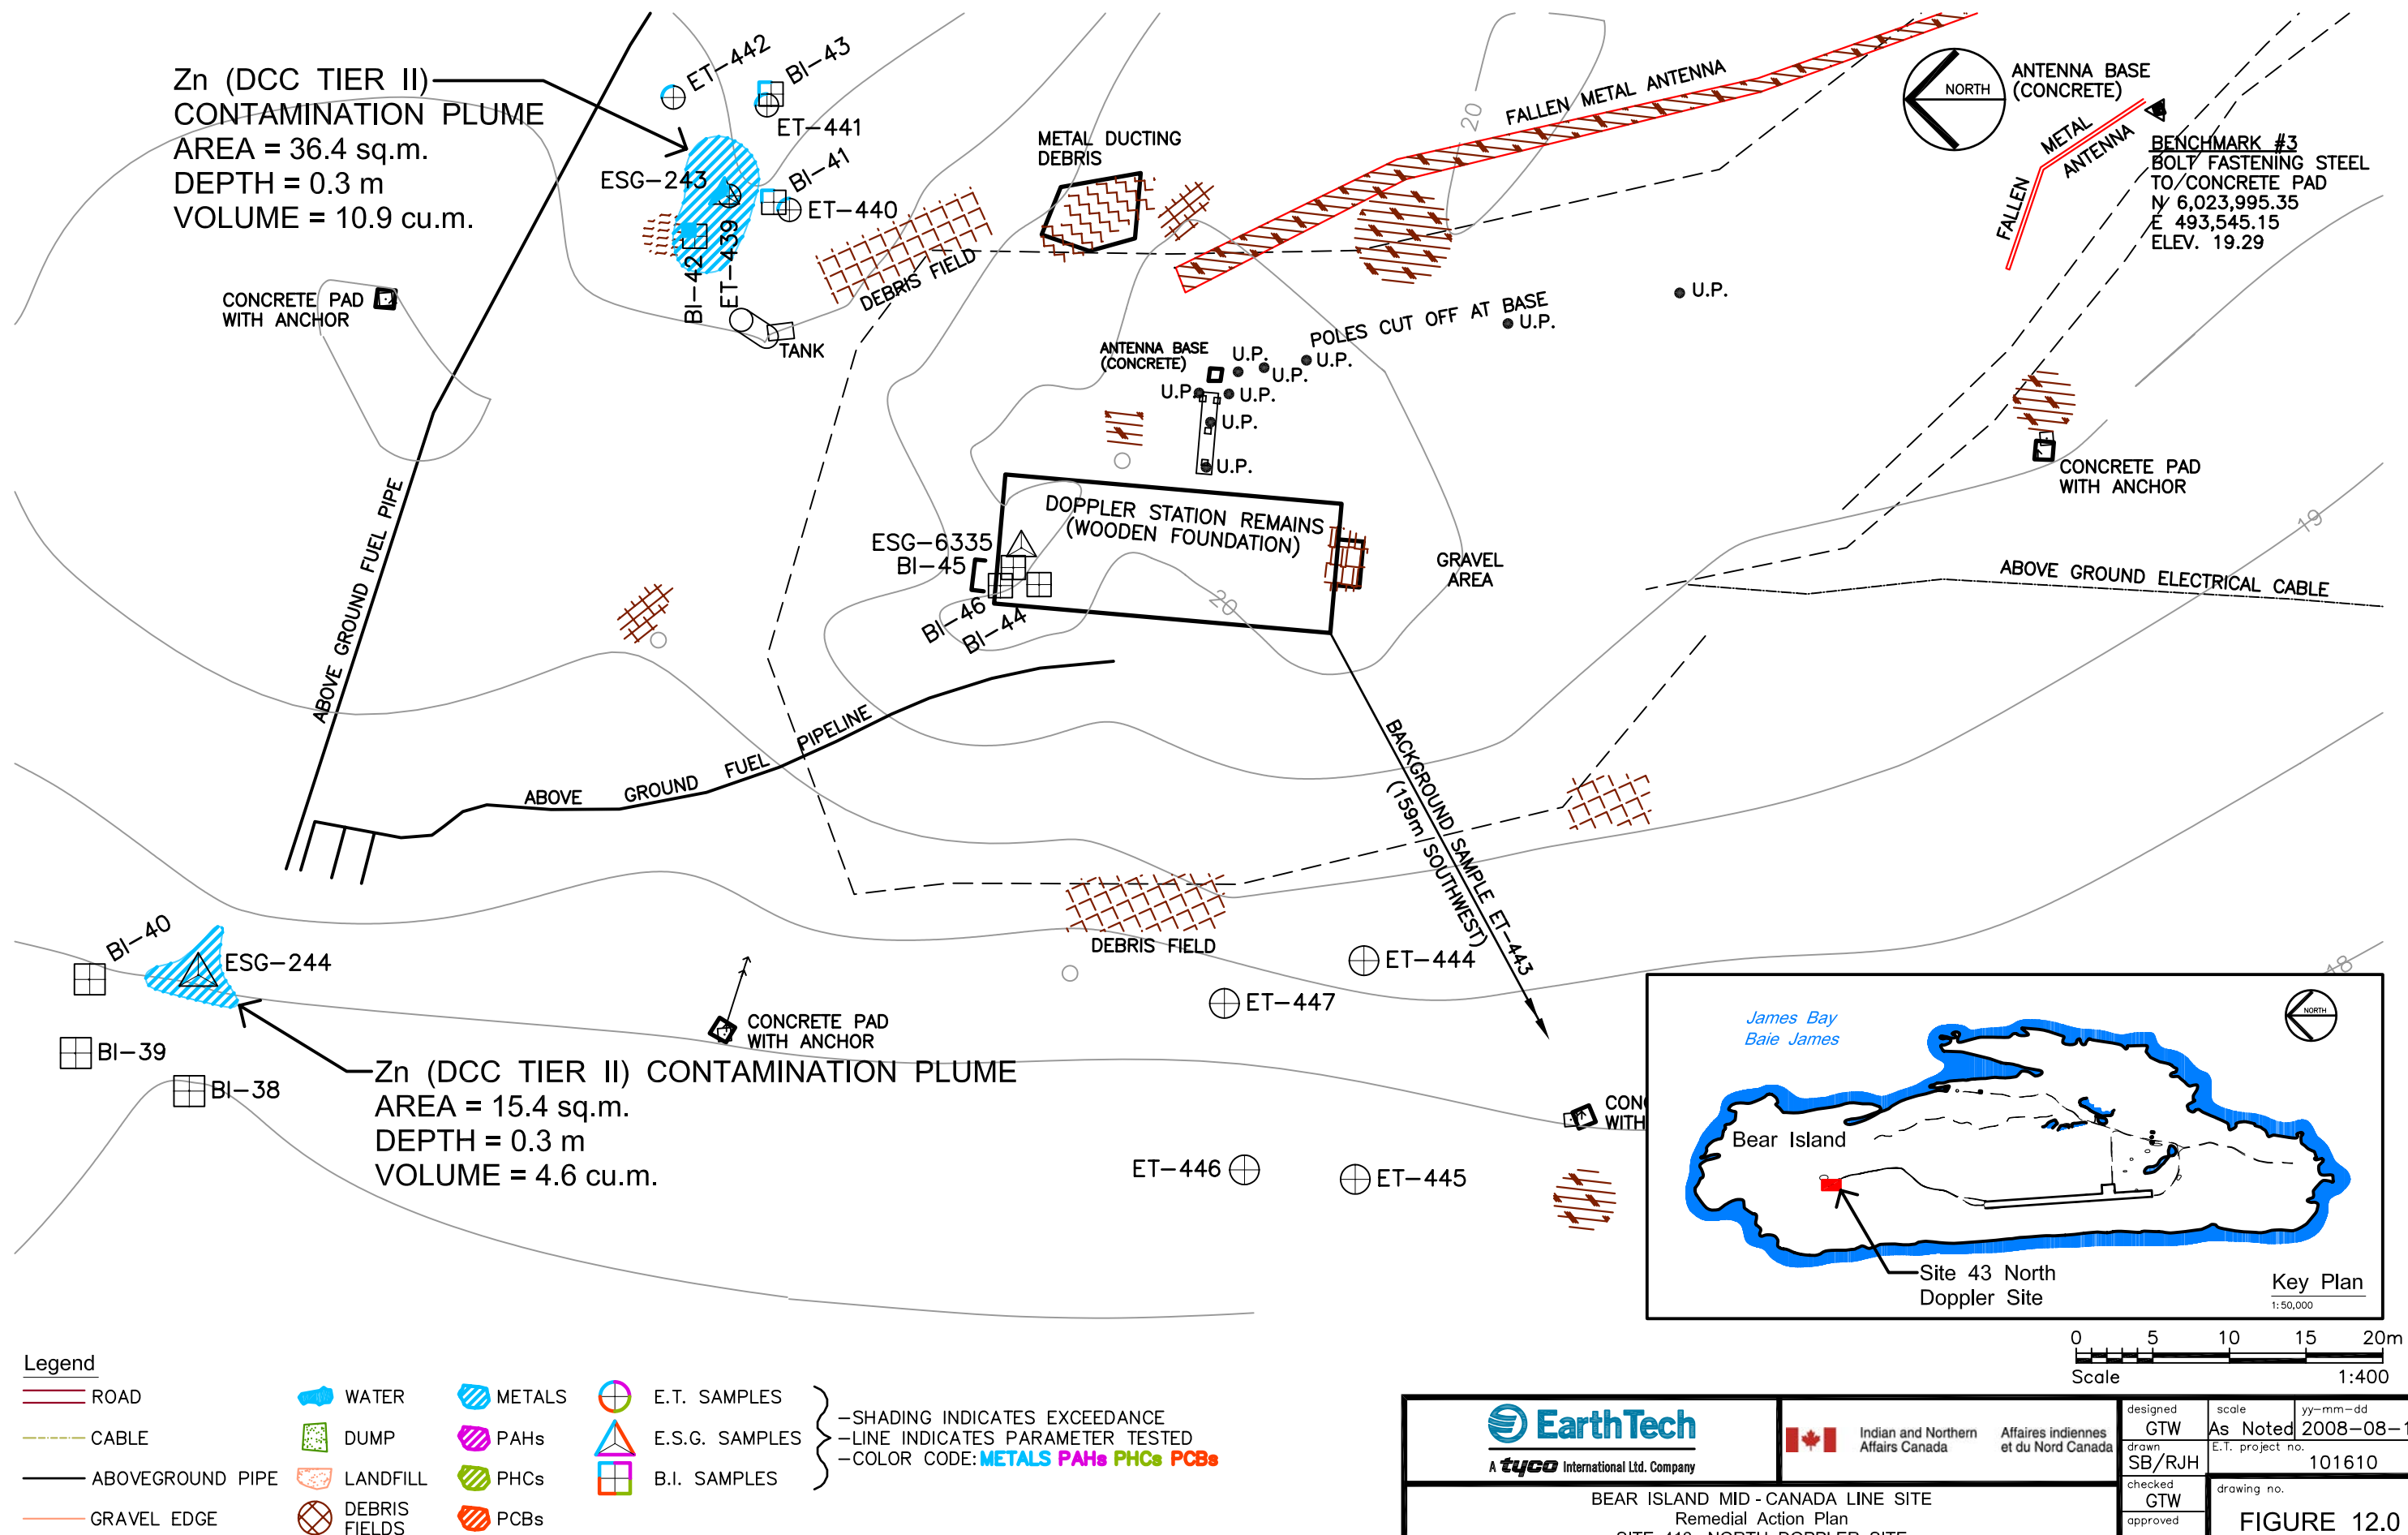 Zn (DCC TIER II)
CONTAMINATION PLUME
AREA = 36.4 sq.m.
DEPTH = 0.3 m
VOLUME = 10.9 cu.m.
ET-442
BI-43
ET-441
ESG-243
BI-41
ET-440
BI-42
ET-439
TANK
CONCRETE PAD
WITH ANCHOR
DEBRIS FIELD
METAL DUCTING
DEBRIS
FALLEN METAL ANTENNA
20
NORTH
ANTENNA BASE
(CONCRETE)
FALLEN
METAL
ANTENNA
BENCHMARK #3
BOLT FASTENING STEEL
TO CONCRETE PAD
N 6,023,995.35
E 493,545.15
ELEV. 19.29
U.P.
U.P.
POLES CUT OFF AT BASE
ANTENNA BASE
(CONCRETE)
U.P.
U.P.
U.P.
U.P.
U.P.
U.P.
U.P.
CONCRETE PAD
WITH ANCHOR
19
ABOVE GROUND FUEL PIPE
DOPPLER STATION REMAINS
(WOODEN FOUNDATION)
ESG-6335
BI-45
BI-46
BI-44
20
GRAVEL
AREA
ABOVE GROUND ELECTRICAL CABLE
ABOVE GROUND FUEL PIPELINE
BACKGROUND SAMPLE ET-443
(159m SOUTHWEST)
DEBRIS FIELD
BI-40
ESG-244
BI-39
BI-38
CONCRETE PAD
WITH ANCHOR
Zn (DCC TIER II) CONTAMINATION PLUME
AREA = 15.4 sq.m.
DEPTH = 0.3 m
VOLUME = 4.6 cu.m.
ET-444
ET-447
ET-446
ET-445
CON
WITH
18
James Bay
Baie James
NORTH
Bear Island
Site 43 North
Doppler Site
Key Plan
1:50,000
0 5 10 15 20m
Scale 1:400
Legend
ROAD
CABLE
ABOVEGROUND PIPE
GRAVEL EDGE
WATER
DUMP
LANDFILL
DEBRIS
FIELDS
METALS
PAHs
PHCs
PCBs
E.T. SAMPLES
E.S.G. SAMPLES
B.I. SAMPLES
-SHADING INDICATES EXCEEDANCE
-LINE INDICATES PARAMETER TESTED
-COLOR CODE: METALS PAHs PHCs PCBs
EarthTech
A tyco International Ltd. Company
Indian and Northern
Affairs Canada
Affaires indiennes
et du Nord Canada
designed
GTW
scale
As Noted
yy-mm-dd
2008-08-1
drawn
SB/RJH
E.T. project no.
101610
checked
GTW
approved
drawing no.
FIGURE 12.0
BEAR ISLAND MID - CANADA LINE SITE
Remedial Action Plan